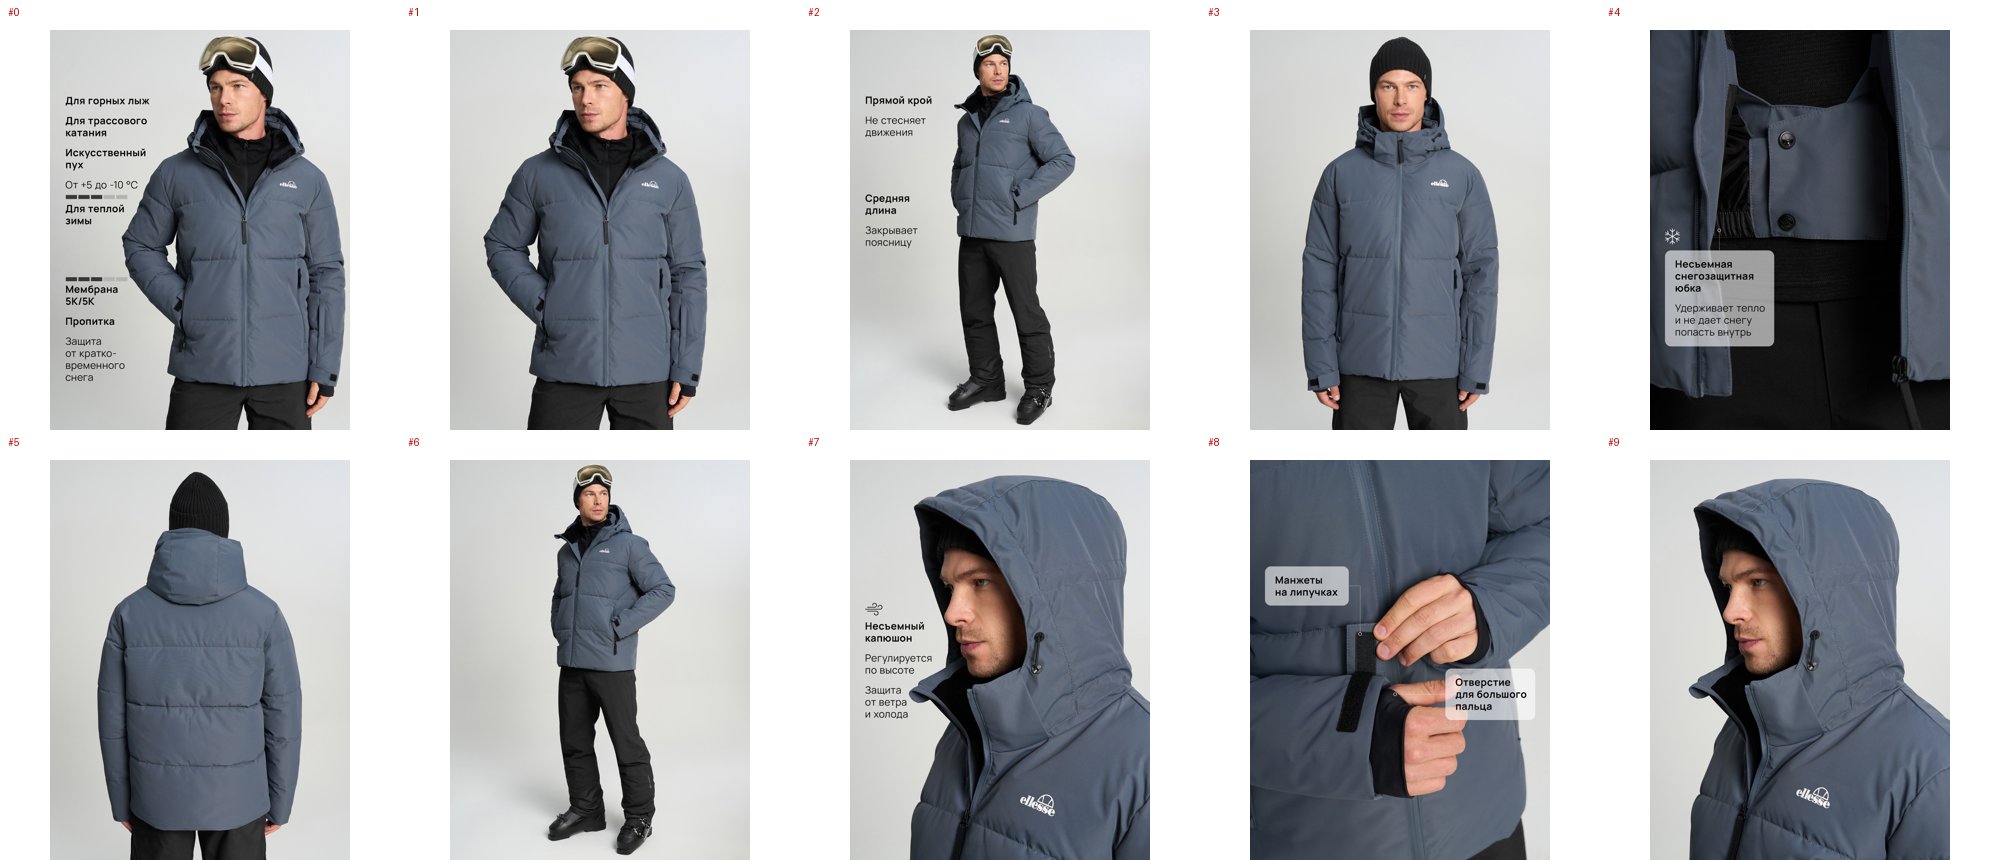 #0
Для горных лыж
Для трассового
катания
Искусственный
пух
От +5 до -10 °C
Для теплой
зимы
Мембрана
5K/5K
Пропитка
Защита
от кратко-
временного
снега
ellesse
#1
ellesse
#2
Прямой крой
Не стесняет
движения
Средняя
длина
Закрывает
поясницу
ellesse
#3
ellesse
#4
Несъемная
снегозащитная
юбка
Удерживает тепло
и не дает снегу
попасть внутрь
#5
#6
ellesse
#7
Несъемный
капюшон
Регулируется
по высоте
Защита
от ветра
и холода
ellesse
#8
Манжеты
на липучках
Отверстие
для большого
пальца
#9
ellesse